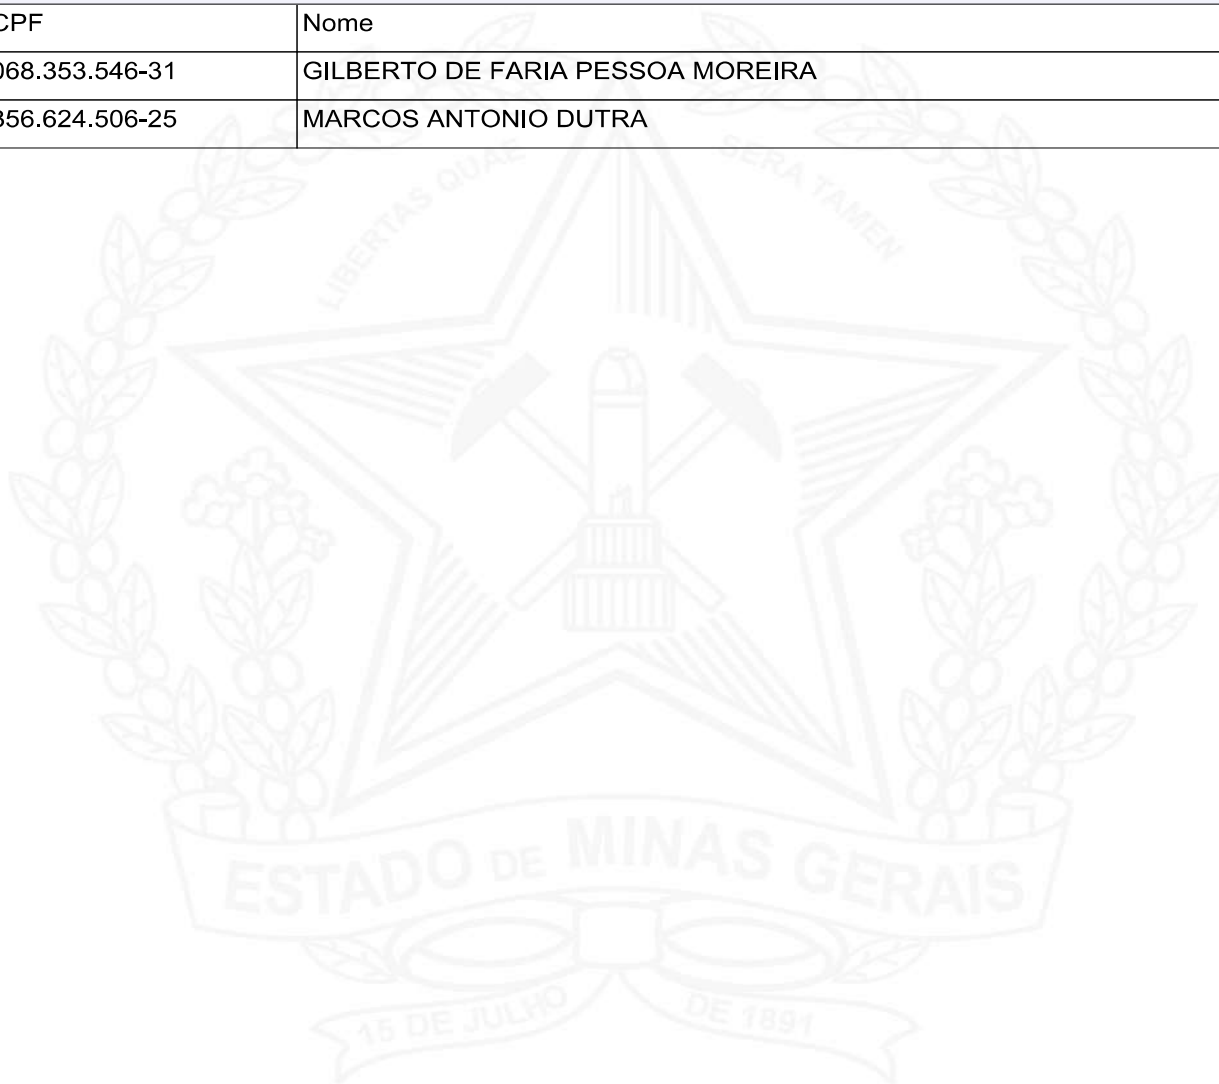 CPF Nome
068.353.546-31 GILBERTO DE FARIA PESSOA MOREIRA
856.624.506-25 MARCOS ANTONIO DUTRA
LIBERTAS QUAE SERA TAMEN
ESTADO DE MINAS GERAIS
15 DE JULHO DE 1891